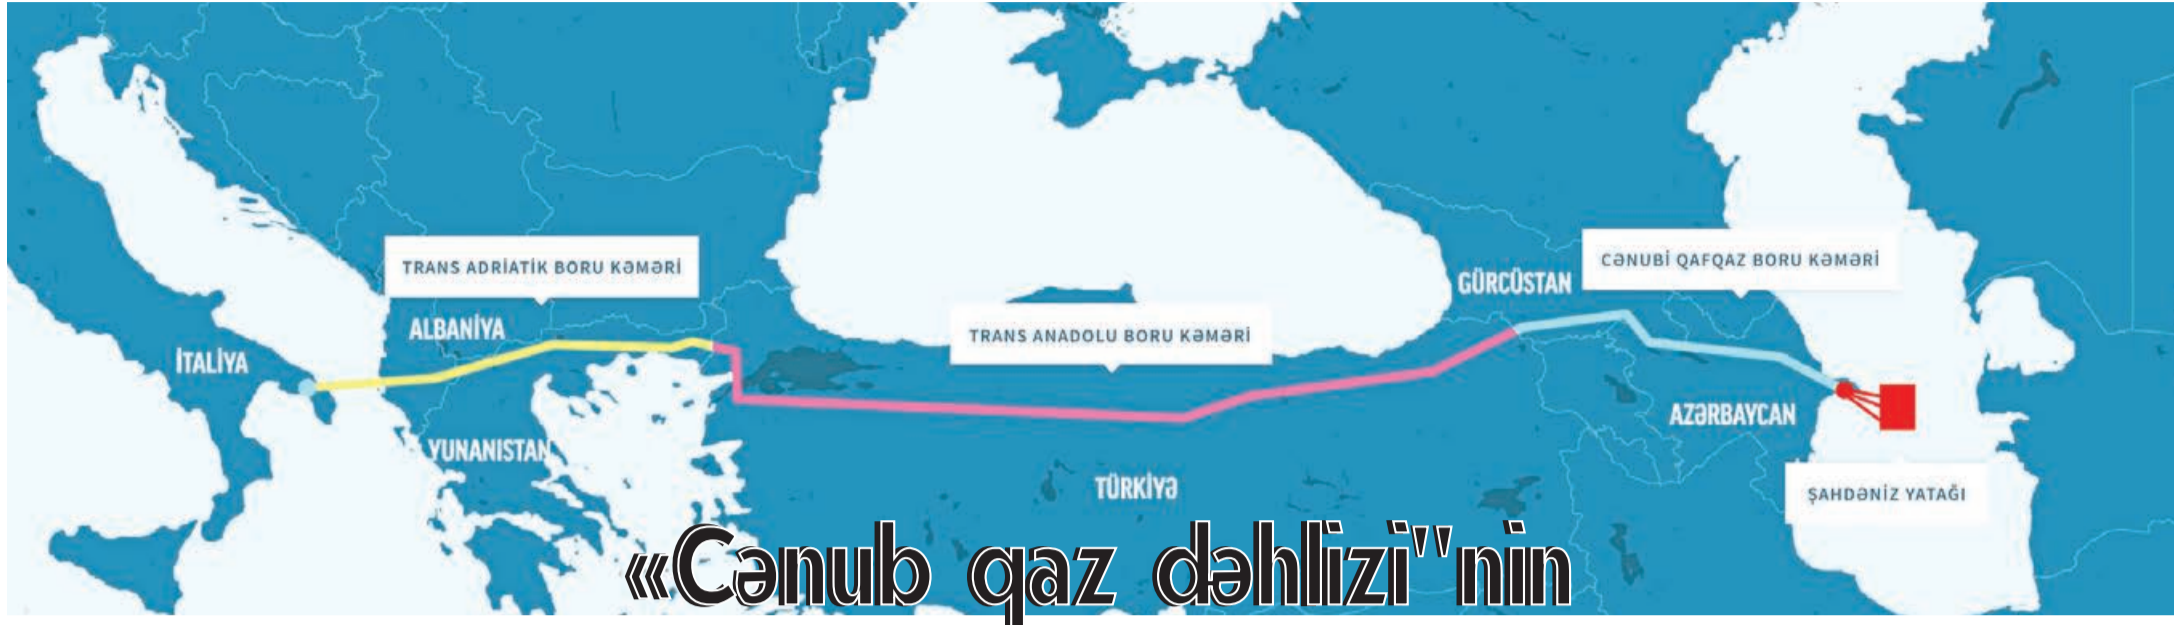 TRANS ADRİATİK BORU KƏMƏRİ
CƏNUBİ QAFQAZ BORU KƏMƏRİ
GÜRCÜSTAN
ALBANİYA
TRANS ANADOLU BORU KƏMƏRİ
İTALİYA
AZƏRBAYCAN
YUNANISTAN
TÜRKİYƏ
ŞAHDƏNİZ YATAĞI
«Cənub qaz dəhlizi"nin